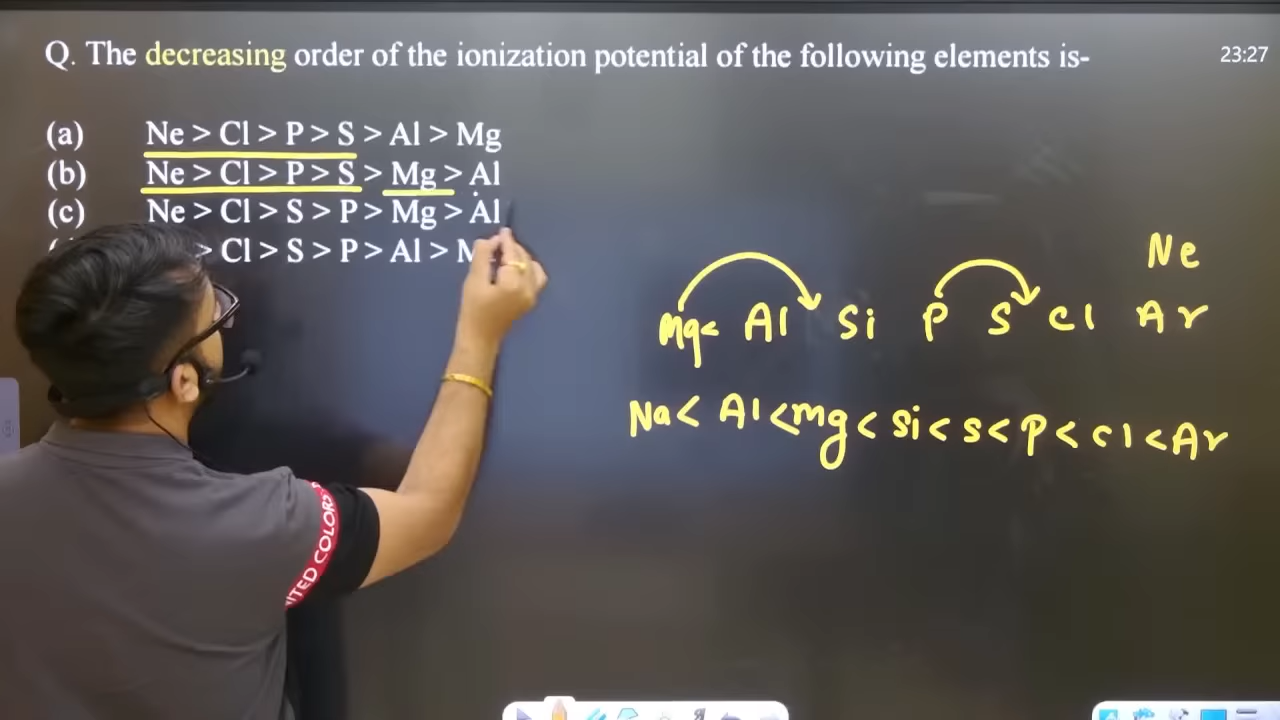 Q. The decreasing order of the ionization potential of the following elements is-
23:27
(a) Ne > Cl > P > S > Al > Mg
(b) Ne > Cl > P > S > Mg > Al
(c) Ne > Cl > S > P > Mg > Al
> Cl > S > P > Al >
Ne
Mg< Al Si P S Cl Ar
Na < Al < mg < Si < S < P < Cl < Ar
COLORS